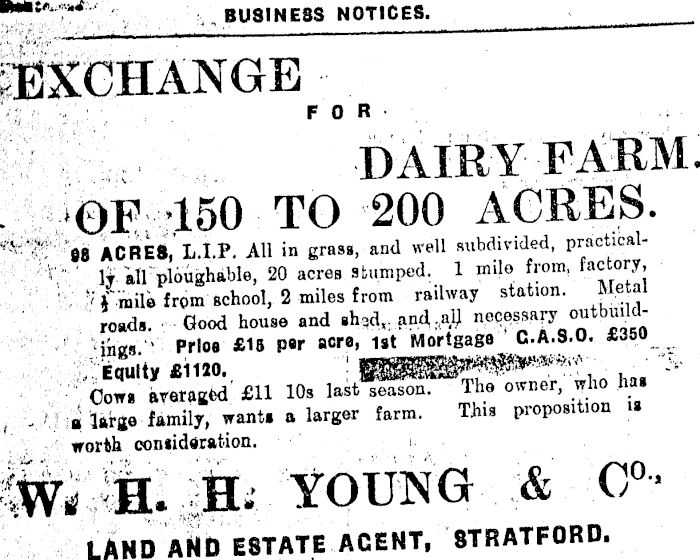 BUSINESS NOTICES.
EXCHANGE
FOR
DAIRY FARM.
OF 150 TO 200 ACRES.
98 ACRES, L.I.P. All in grass, and well subdivided, practical-
ly all ploughable, 20 acres stumped. 1 mile from, factory,
½ mile from school, 2 miles from railway station. Metal
roads. Good house and shed, and all necessary outbuild-
ings. Price £15 per acre, 1st Mortgage G.A.S.O. £350
Equity £1120.
Cows averaged £11 10s last season. The owner, who has
a large family, wants a larger farm. This proposition is
worth consideration.
W. H. H. YOUNG & Co.,
LAND AND ESTATE AGENT, STRATFORD.